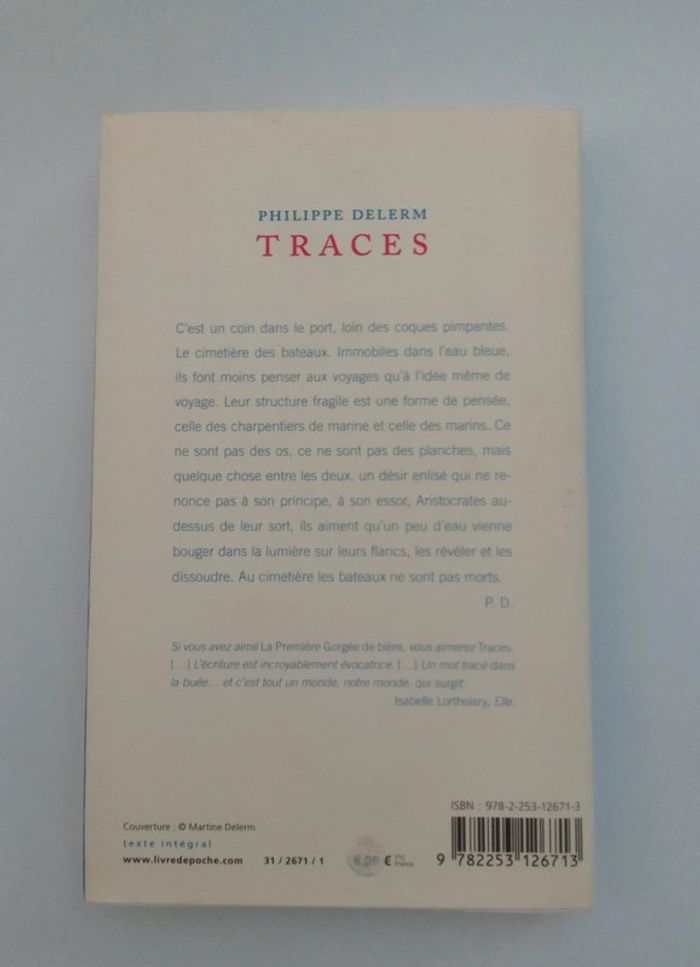 PHILIPPE DELERM
TRACES
C'est un coin dans le port, loin des coques pimpantes.
Le cimetière des bateaux. Immobiles dans l'eau bleue,
ils font moins penser aux voyages qu'à l'idée même de
voyage. Leur structure fragile est une forme de pensée,
celle des charpentiers de marine et celle des marins. Ce
ne sont pas des os, ce ne sont pas des planches, mais
quelque chose entre les deux, un désir enlisé qui ne re-
nonce pas à son principe, à son essor, Aristocrates au-
dessus de leur sort, ils aiment qu'un peu d'eau vienne
bouger dans la lumière sur leurs flancs, les révéler et les
dissoudre. Au cimetière les bateaux ne sont pas morts.
P. D.
Si vous avez aimé La Première Gorgée de bière, vous aimerez Traces.
[…] L'écriture est incroyablement évocatrice. […] Un mot tracé dans
la buée… et c'est tout un monde, notre monde, qui surgit.
Isabelle Lortholary, Elle.
ISBN : 978-2-253-12671-3
Couverture : © Martine Delerm.
texte intégral
www.livredepoche.com 31 / 2671 / 1 6,00 € France
9 782253 126713